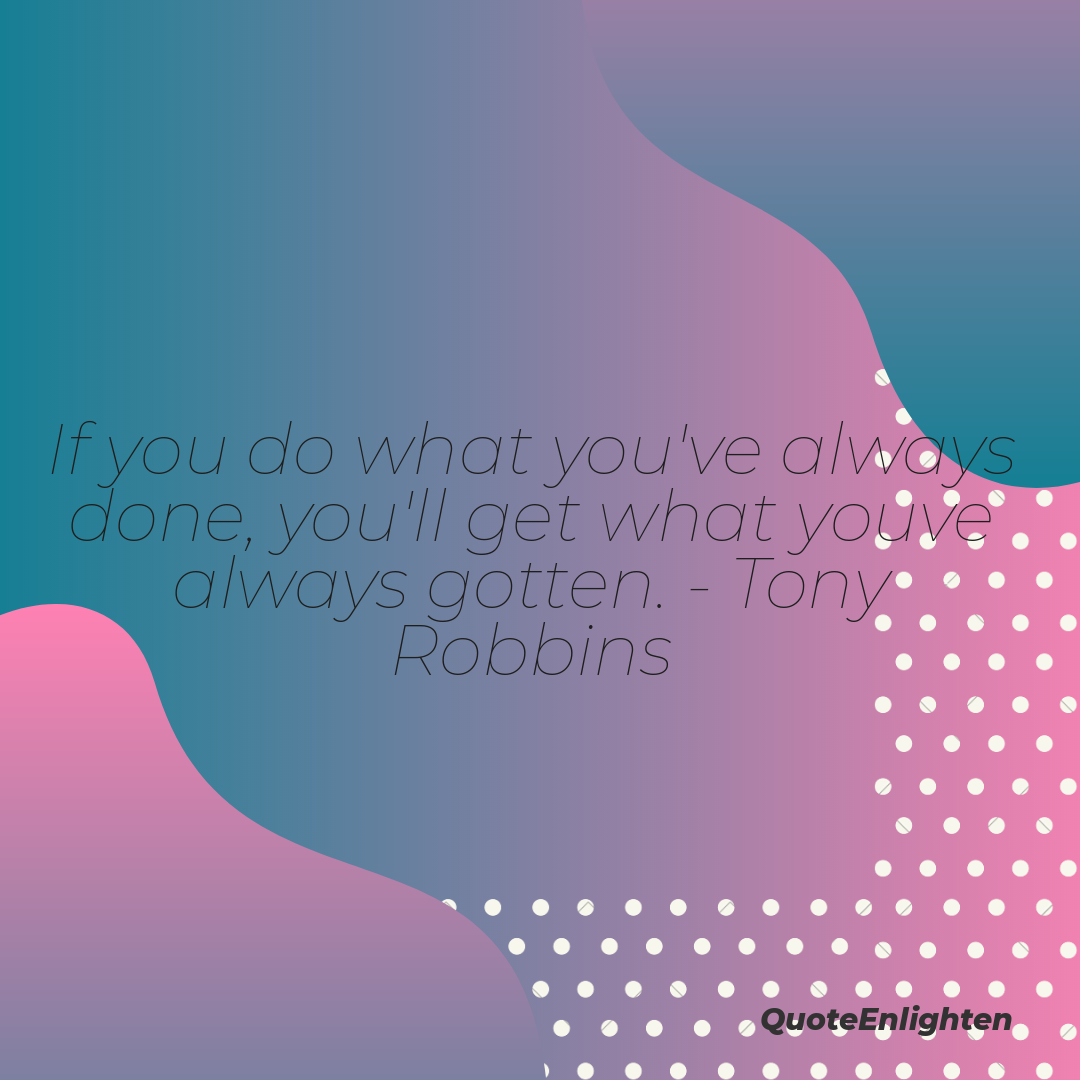 If you do what you've always
done, you'll get what youve
always gotten. - Tony
Robbins
QuoteEnlighten